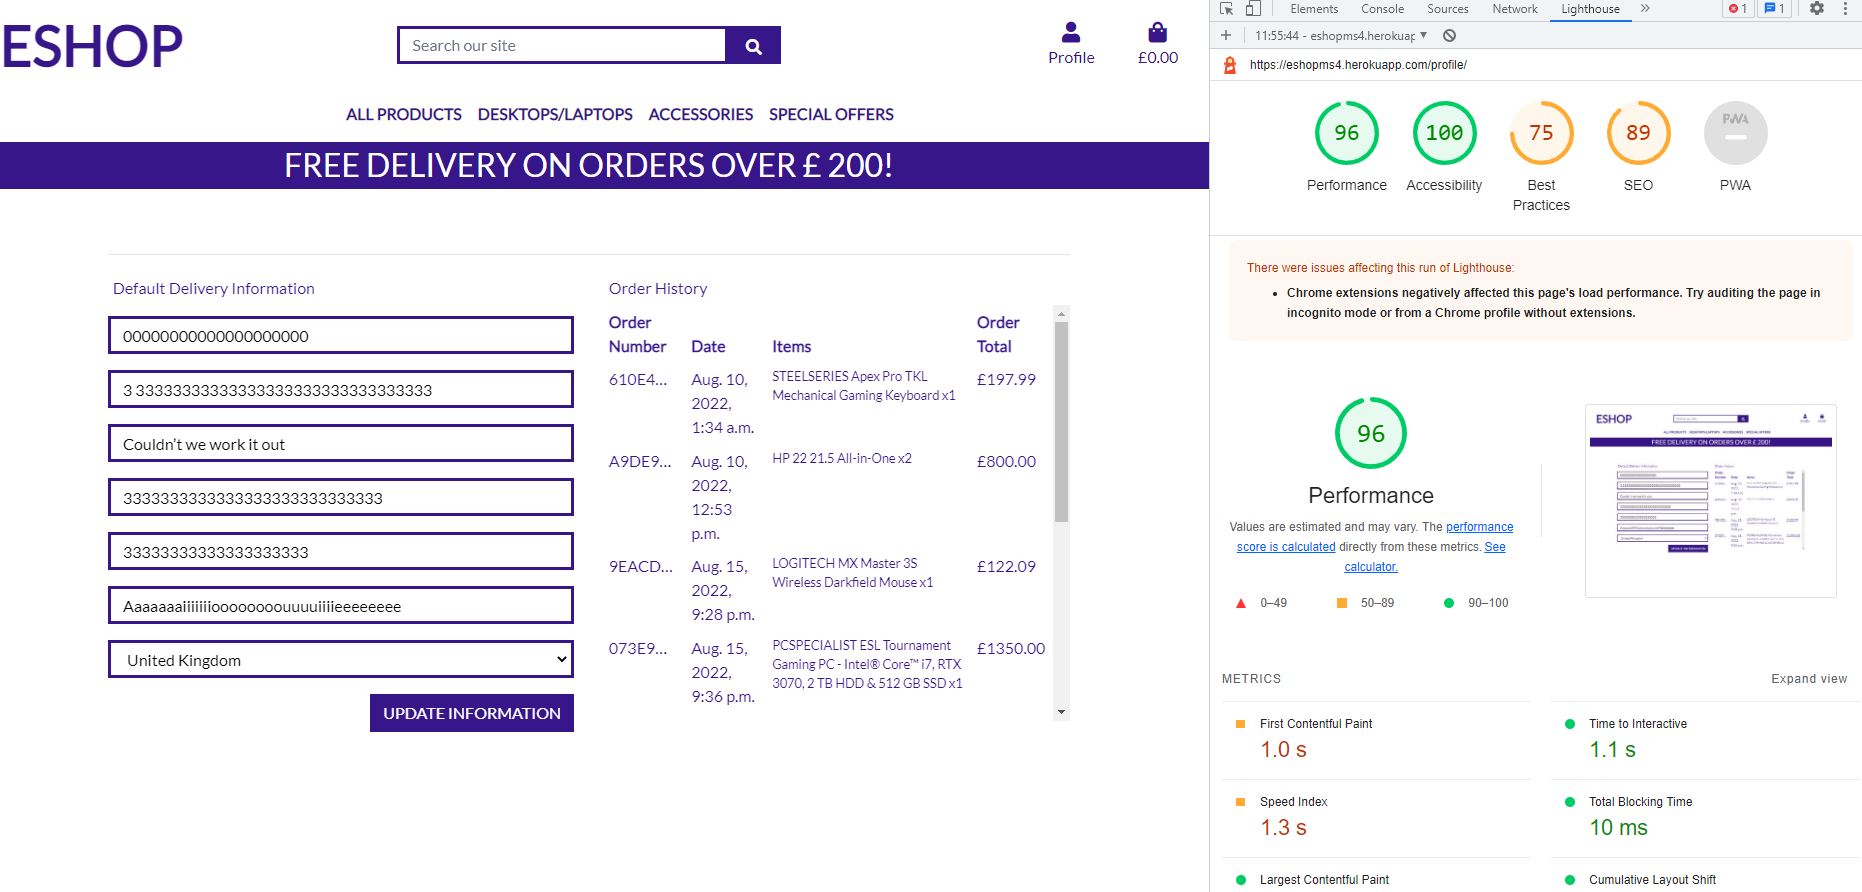 ESHOP
Search our site
Profile
£0.00
ALL PRODUCTS DESKTOPS/LAPTOPS ACCESSORIES SPECIAL OFFERS
FREE DELIVERY ON ORDERS OVER £ 200!
Default Delivery Information
00000000000000000000
Couldn't we work it out
United Kingdom
UPDATE INFORMATION
Order History
Order Number Date Items Order Total
610E4... Aug. 10, 2022, 1:34 a.m. STEELSERIES Apex Pro TKL Mechanical Gaming Keyboard x1 £197.99
A9DE9... Aug. 10, 2022, 12:53 p.m. HP 22 21.5 All-in-One x2 £800.00
9EACD... Aug. 15, 2022, 9:28 p.m. LOGITECH MX Master 3S Wireless Darkfield Mouse x1 £122.09
073E9... Aug. 15, 2022, 9:36 p.m. PCSPECIALIST ESL Tournament Gaming PC - Intel® Core™ i7, RTX 3070, 2 TB HDD & 512 GB SSD x1 £1350.00
Elements Console Sources Network Lighthouse » 1 1
11:55:44 - eshopms4.herokuap
https://eshopms4.herokuapp.com/profile/
96 100 75 89 PWA
Performance Accessibility Best Practices SEO PWA
There were issues affecting this run of Lighthouse:
Chrome extensions negatively affected this page's load performance. Try auditing the page in
incognito mode or from a Chrome profile without extensions.
96
Performance
Values are estimated and may vary. The performance
score is calculated directly from these metrics. See
calculator.
0–49 50–89 90–100
ESHOP
FREE DELIVERY ON ORDERS OVER £ 200!
METRICS
Expand view
First Contentful Paint
1.0 s
Time to Interactive
1.1 s
Speed Index
1.3 s
Total Blocking Time
10 ms
Largest Contentful Paint
Cumulative Layout Shift